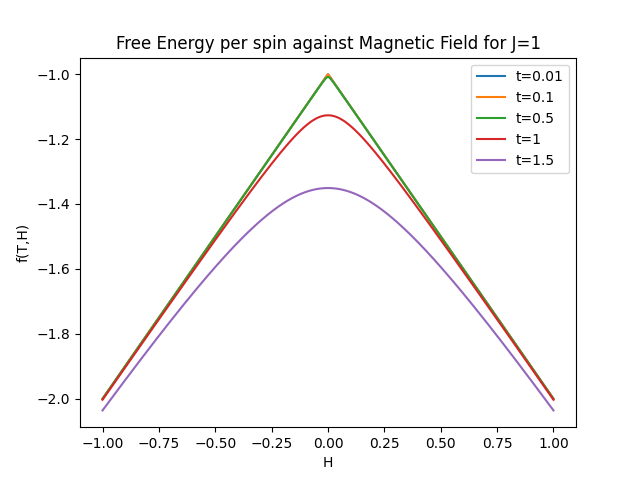 Free Energy per spin against Magnetic Field for J=1
t=0.01
t=0.1
t=0.5
t=1
t=1.5
f(T,H)
−1.0
−1.2
−1.4
−1.6
−1.8
−2.0
−1.00 −0.75 −0.50 −0.25 0.00 0.25 0.50 0.75 1.00
H